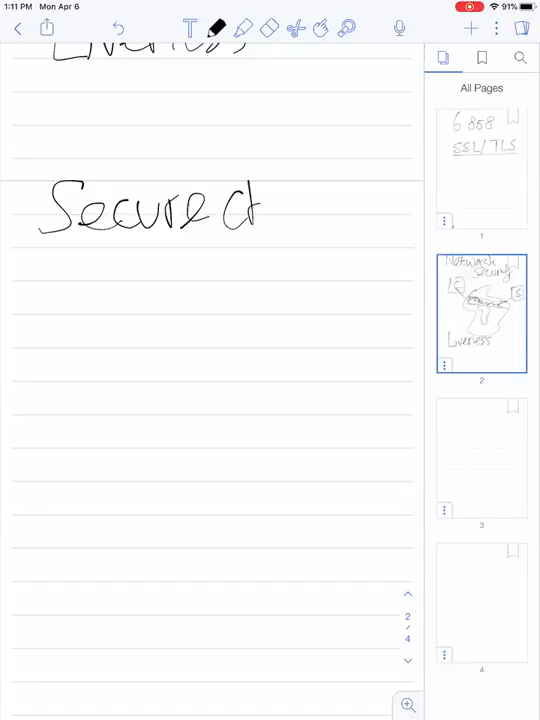 1:11 PM Mon Apr 6
91%
Liveness
Secure d
T
All Pages
6 858
SSL/TLS
1
Network
Security
C
S
Liveness
2
3
4
2
4